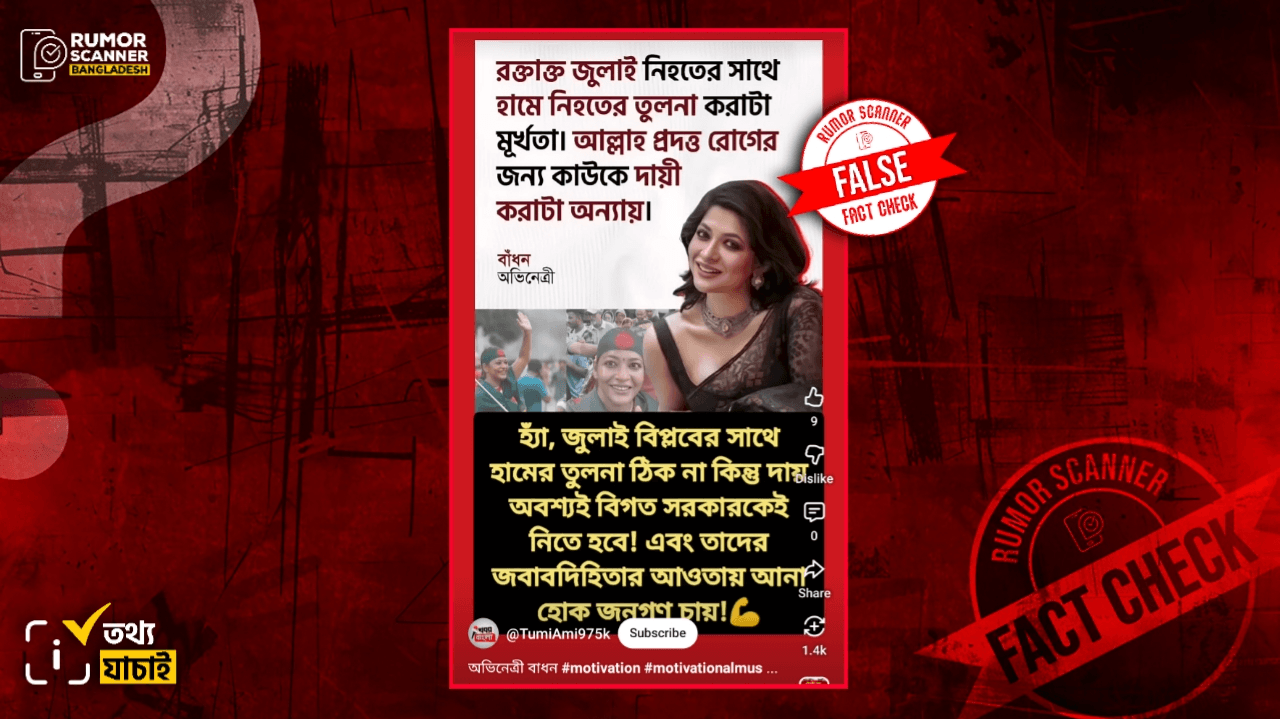 RUMOR
SCANNER
BANGLADESH
রক্তাক্ত জুলাই নিহতের সাথে
হামে নিহতের তুলনা করাটা
মূর্খতা। আল্লাহ প্রদত্ত রোগের
জন্য কাউকে দায়ী
করাটা অন্যায়।
বাঁধন
অভিনেত্রী
RUMOR SCANNER
FALSE
FACT CHECK
হ্যাঁ, জুলাই বিপ্লবের সাথে
হামের তুলনা ঠিক না কিন্তু দায়
অবশ্যই বিগত সরকারকেই
নিতে হবে! এবং তাদের
জবাবদিহিতার আওতায় আনা
হোক জনগণ চায়!💪
9
Dislike
0
Share
1.4k
@TumiAmi975k Subscribe
অভিনেত্রী বাধন #motivation #motivationalmus ...
তথ্য
যাচাই
RUMOR SCANNER
FACT CHECK